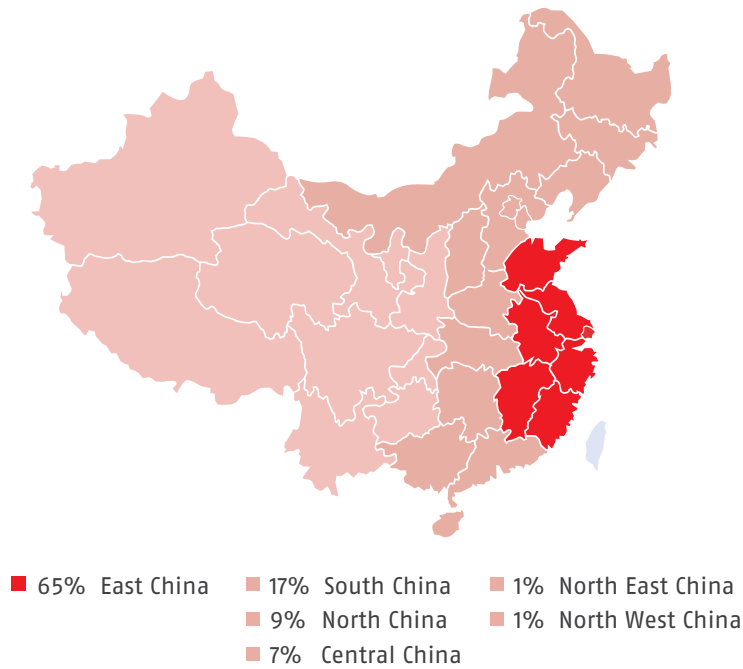 65% East China
17% South China
9% North China
7% Central China
1% North East China
1% North West China